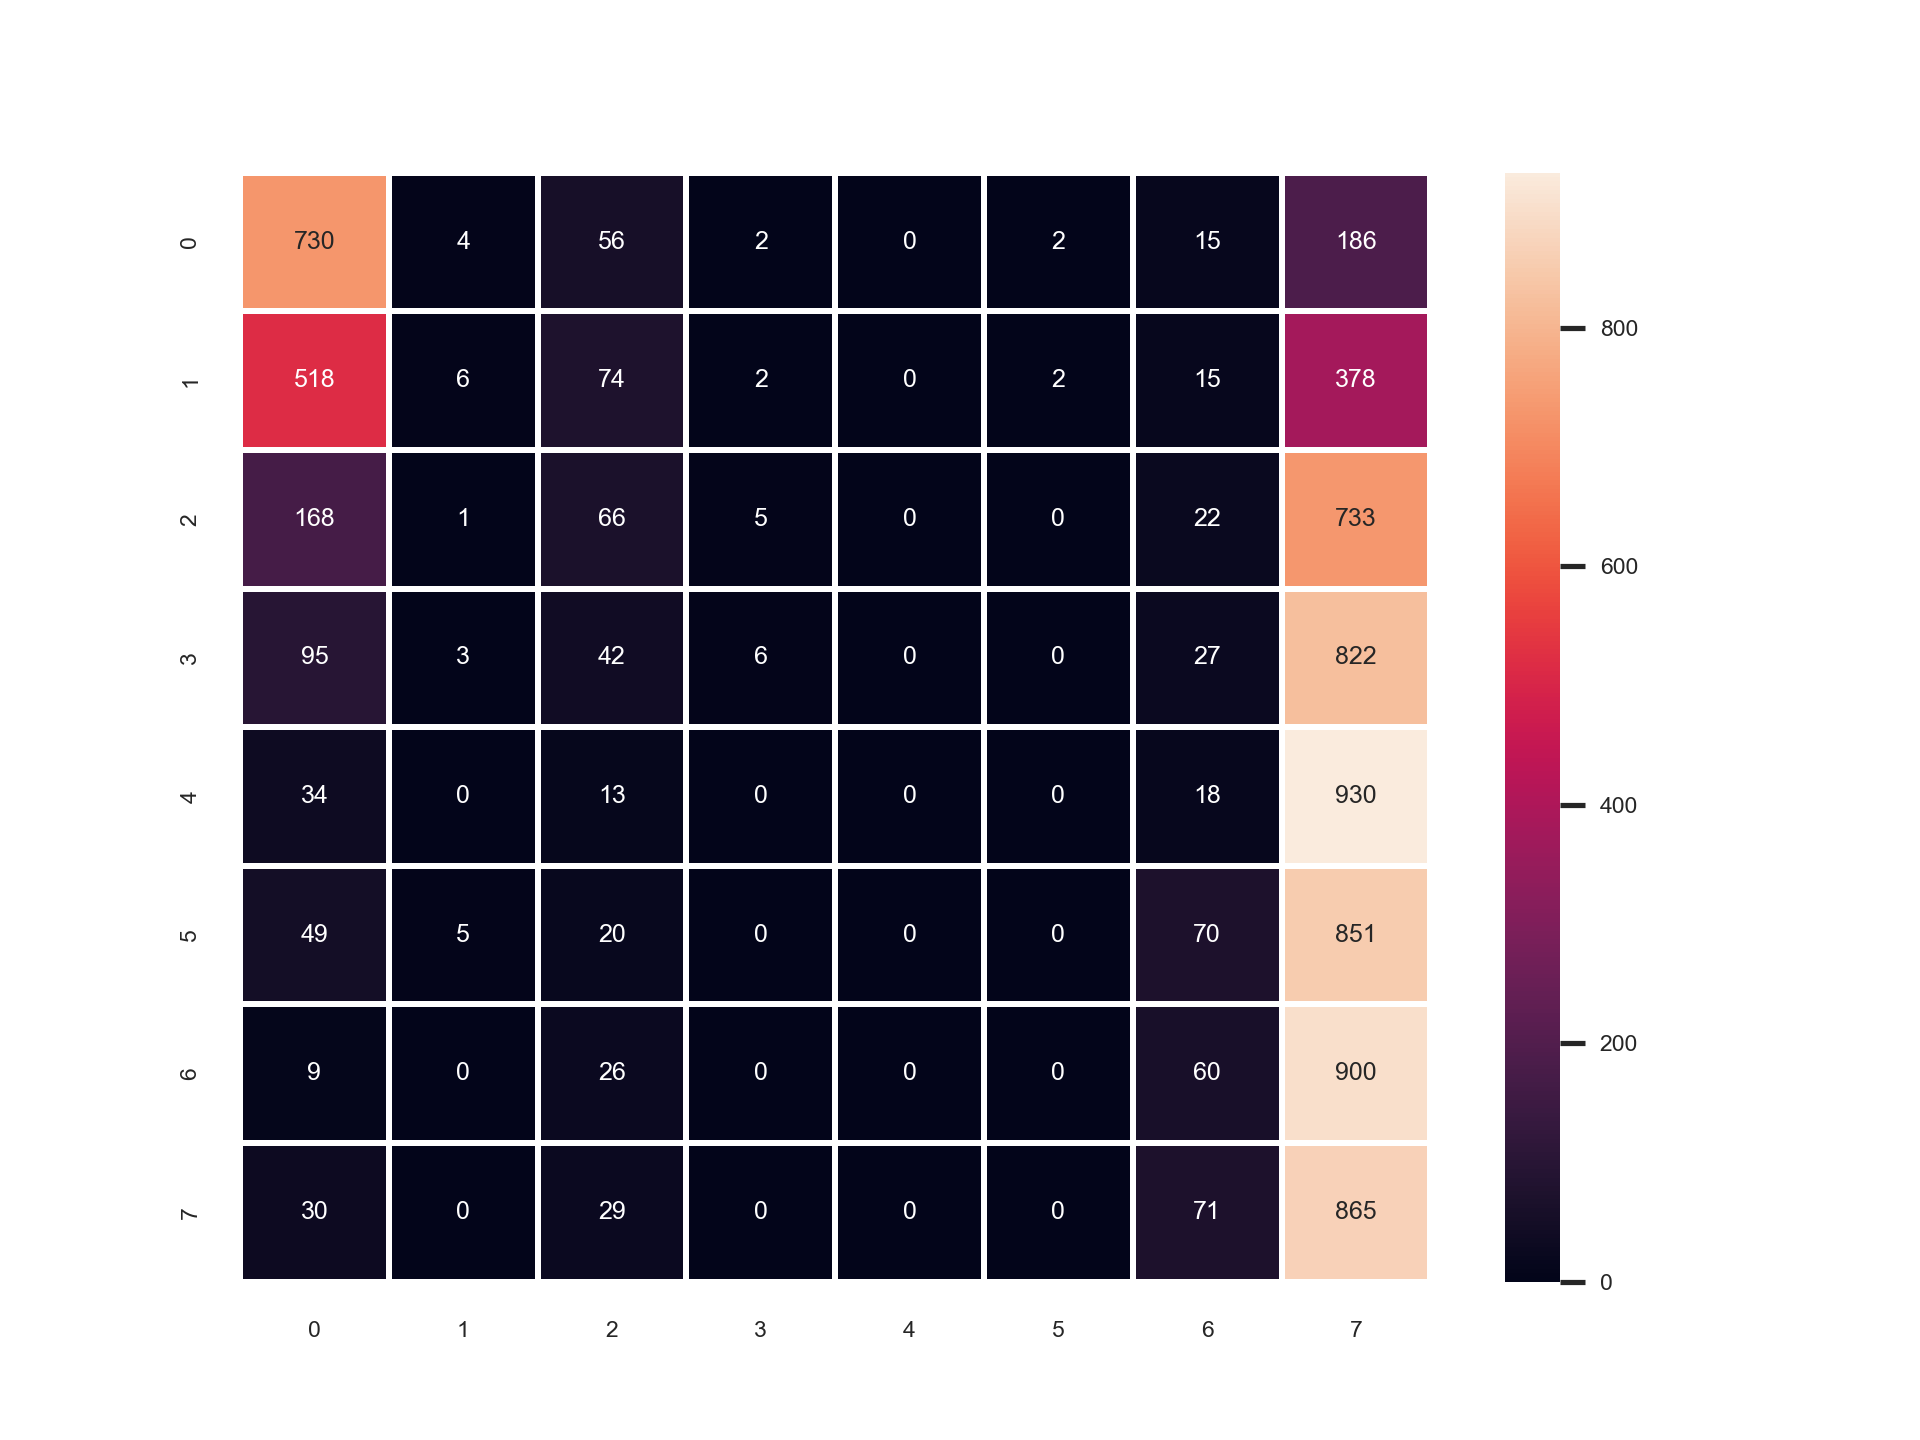 0 730 4 56 2 0 2 15 186
1 518 6 74 2 0 2 15 378
2 168 1 66 5 0 0 22 733
3 95 3 42 6 0 0 27 822
4 34 0 13 0 0 0 18 930
5 49 5 20 0 0 0 70 851
6 9 0 26 0 0 0 60 900
7 30 0 29 0 0 0 71 865
0 1 2 3 4 5 6 7
800
600
400
200
0